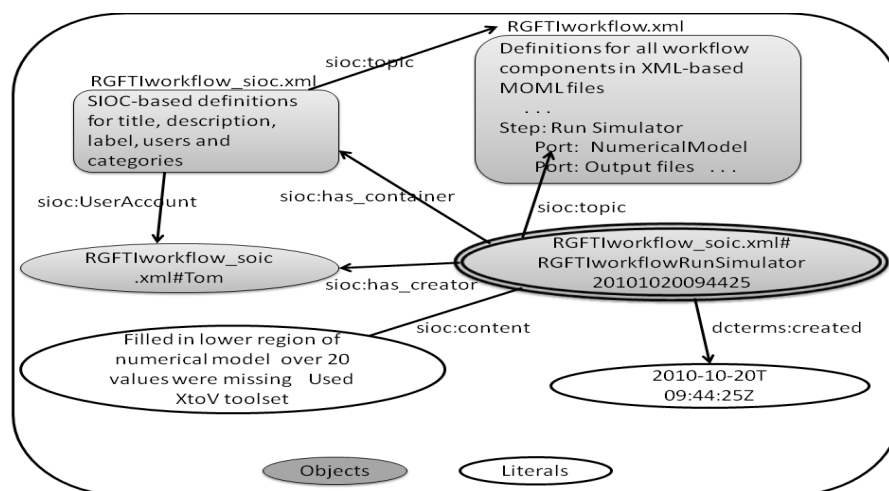 RGFTIworkflow.xml
sioc:topic
RGFTIworkflow_sioc.xml
SIOC-based definitions
for title, description,
label, users and
categories
Definitions for all workflow
components in XML-based
MOML files
. . .
Step: Run Simulator
Port: NumericalModel
Port: Output files . . .
sioc:UserAccount
sioc:has_container
sioc:topic
RGFTIworkflow_soic
.xml#Tom
RGFTIworkflow_soic.xml#
RGFTIworkflowRunSimulator
20101020094425
sioc:has_creator
sioc:content
dcterms:created
Filled in lower region of
numerical model over 20
values were missing Used
XtoV toolset
2010-10-20T
09:44:25Z
Objects
Literals